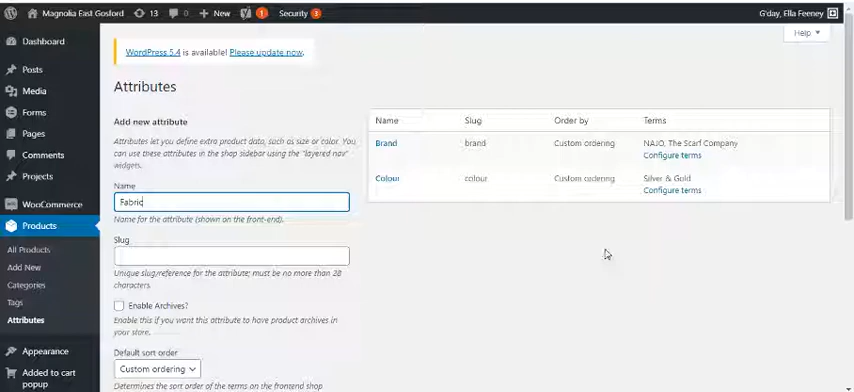 Magnolia East Gosford 13 0 New 1 Security 3 G'day, Ella Feeney
Help
Dashboard
Posts
Media
Forms
Pages
Comments
Projects
WooCommerce
Products
All Products
Add New
Categories
Tags
Attributes
Appearance
Added to cart
popup
WordPress 5.4 is available! Please update now.
Attributes
Add new attribute
Attributes let you define extra product data, such as size or color. You
can use these attributes in the shop sidebar using the "layered nav"
widgets.
Name
Fabric
Name for the attribute (shown on the front-end).
Slug
Unique slug/reference for the attribute; must be no more than 28
characters.
Enable Archives?
Enable this if you want this attribute to have product archives in
your store.
Default sort order
Custom ordering
Determines the sort order of the terms on the frontend shop
Name Slug Order by Terms
Brand brand Custom ordering NAJO, The Scarf Company
Configure terms
Colour colour Custom ordering Silver & Gold
Configure terms